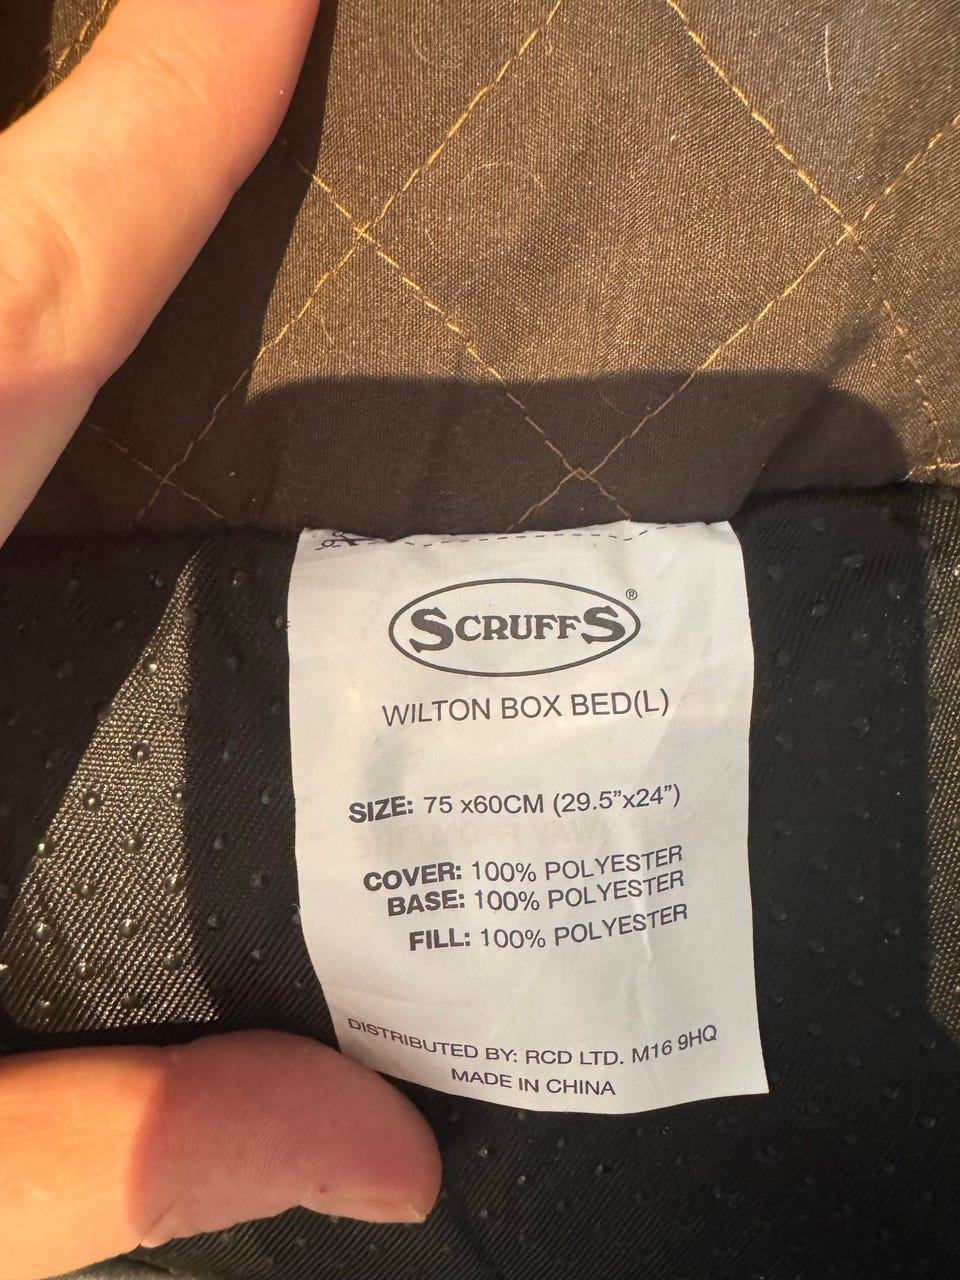 SCRUFFS®
WILTON BOX BED(L)
SIZE: 75 x60CM (29.5”x24”)
COVER: 100% POLYESTER
BASE: 100% POLYESTER
FILL: 100% POLYESTER
DISTRIBUTED BY: RCD LTD. M16 9HQ
MADE IN CHINA